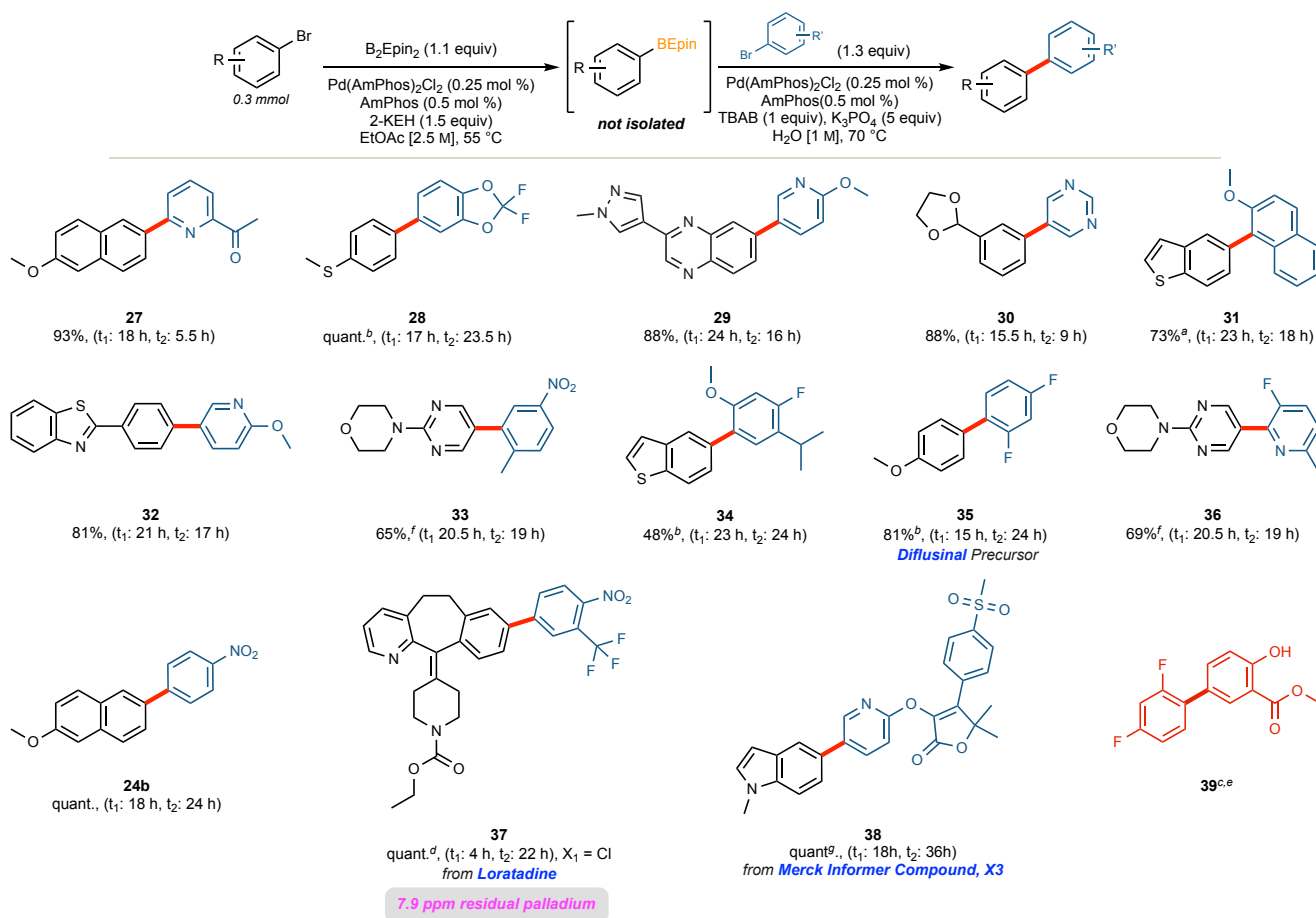 R
Br
0.3 mmol
B2Epin2 (1.1 equiv)
Pd(AmPhos)2Cl2 (0.25 mol %)
AmPhos (0.5 mol %)
2-KEH (1.5 equiv)
EtOAc [2.5 M], 55 °C
R
BEpin
not isolated
Br
R'
(1.3 equiv)
Pd(AmPhos)2Cl2 (0.25 mol %)
AmPhos(0.5 mol %)
TBAB (1 equiv), K3PO4 (5 equiv)
H2O [1 M], 70 °C
R
R'
O
N
O
27
93%, (t1: 18 h, t2: 5.5 h)
S
O
O
F
F
28
quant.b, (t1: 17 h, t2: 23.5 h)
N
N
N
N
N
O
29
88%, (t1: 24 h, t2: 16 h)
O
O
N
N
30
88%, (t1: 15.5 h, t2: 9 h)
S
O
31
73%a, (t1: 23 h, t2: 18 h)
S
N
N
O
32
81%, (t1: 21 h, t2: 17 h)
O
N
N
N
NO2
33
65%,f (t1 20.5 h, t2: 19 h)
O
F
S
34
48%b, (t1: 23 h, t2: 24 h)
F
F
O
35
81%b, (t1: 15 h, t2: 24 h)
Diflusinal Precursor
F
O
N
N
N
N
36
69%f, (t1: 20.5 h, t2: 19 h)
O
NO2
24b
quant., (t1: 18 h, t2: 24 h)
N
NO2
F
F
F
N
O
O
37
quant.d, (t1: 4 h, t2: 22 h), X1 = Cl
from Loratadine
7.9 ppm residual palladium
O
S
O
N
O
O
O
N
38
quantg., (t1: 18h, t2: 36h)
from Merck Informer Compound, X3
F
F
OH
O
O
39c,e